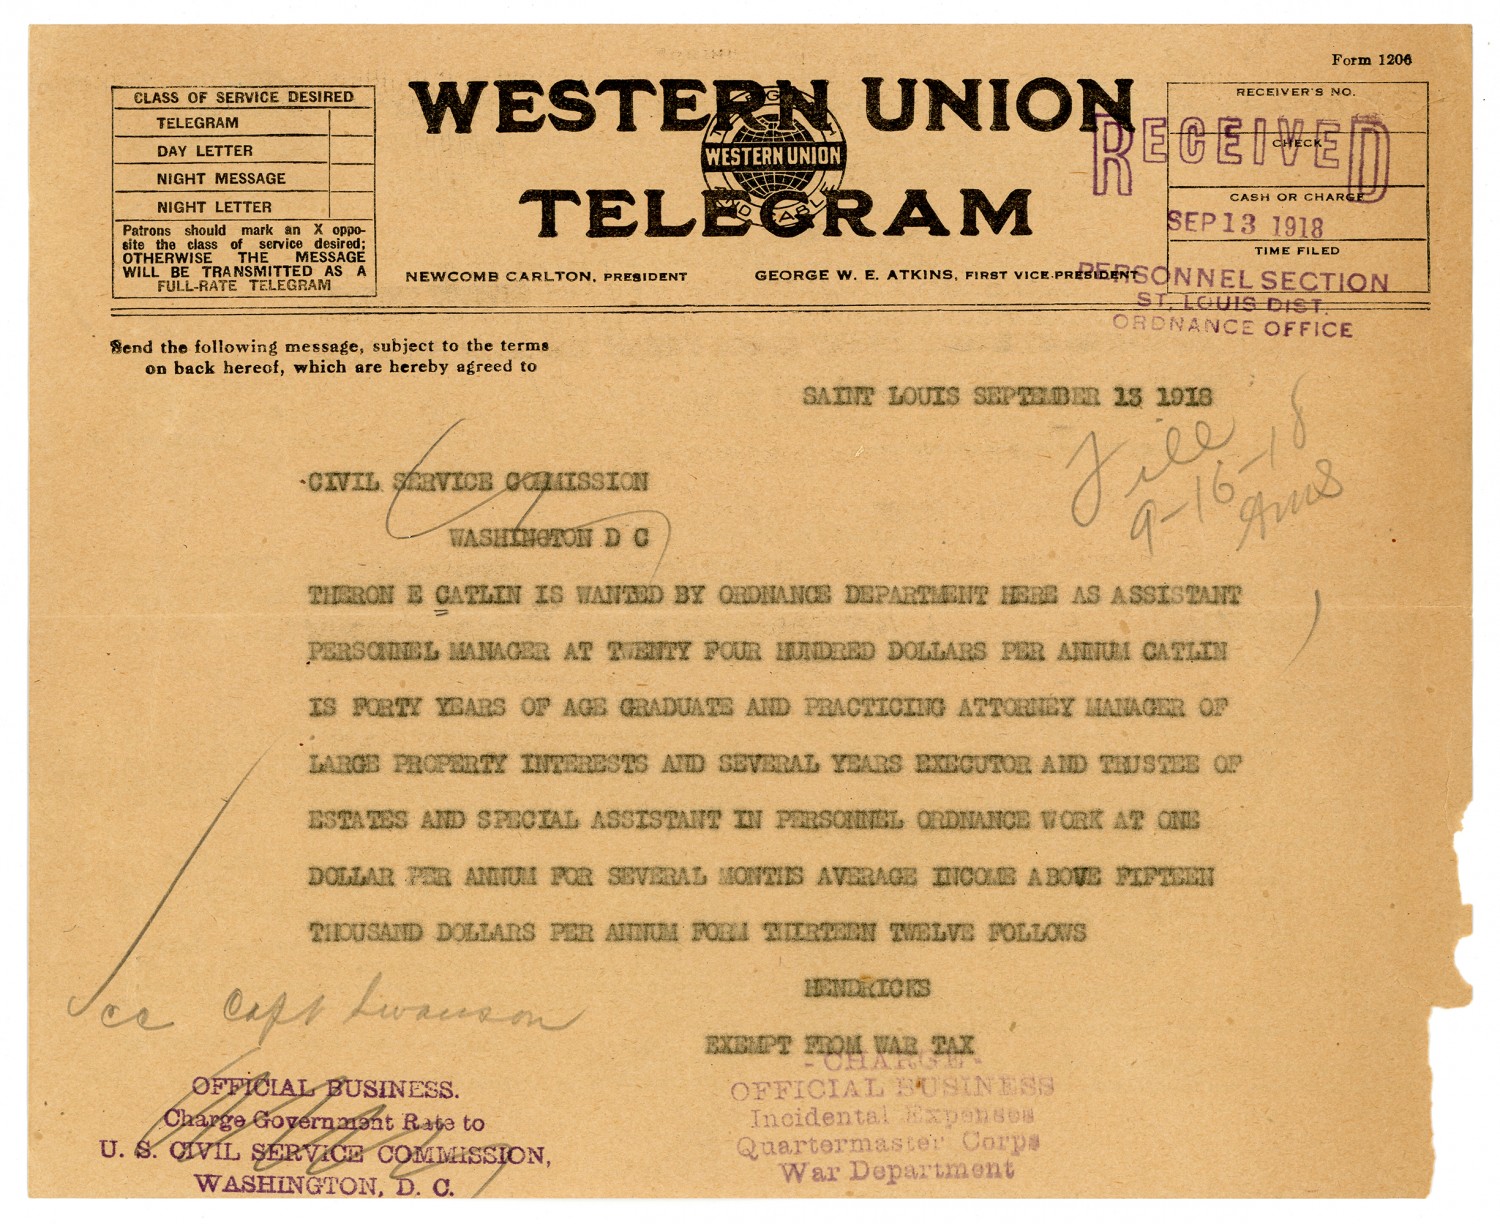 Form 1206
CLASS OF SERVICE DESIRED
TELEGRAM
DAY LETTER
NIGHT MESSAGE
NIGHT LETTER
Patrons should mark an X oppo-
site the class of service desired;
OTHERWISE THE MESSAGE
WILL BE TRANSMITTED AS A
FULL-RATE TELEGRAM
WESTERN UNION
WESTERN UNION
TELEGRAM
NEWCOMB CARLTON, PRESIDENT
GEORGE W. E. ATKINS, FIRST VICE-PRESIDENT
RECEIVER'S NO.
RECEIVED
CHECK
CASH OR CHARGE
SEP 13 1918
TIME FILED
PERSONNEL SECTION
ST. LOUIS DIST.
ORDNANCE OFFICE
Send the following message, subject to the terms
on back hereof, which are hereby agreed to
SAINT LOUIS SEPTEMBER 13 1918
File
9-16-18
CIVIL SERVICE COMMISSION
WASHINGTON D C
THERON E CATLIN IS WANTED BY ORDNANCE DEPARTMENT HERE AS ASSISTANT
PERSONNEL MANAGER AT TWENTY FOUR HUNDRED DOLLARS PER ANNUM CATLIN
IS FORTY YEARS OF AGE GRADUATE AND PRACTICING ATTORNEY MANAGER OF
LARGE PROPERTY INTERESTS AND SEVERAL YEARS EXECUTOR AND TRUSTEE OF
ESTATES AND SPECIAL ASSISTANT IN PERSONNEL ORDNANCE WORK AT ONE
DOLLAR PER ANNUM FOR SEVERAL MONTHS AVERAGE INCOME ABOVE FIFTEEN
THOUSAND DOLLARS PER ANNUM FORM THIRTEEN TWELVE FOLLOWS
HENDRICKS
cc Capt Swanson
EXEMPT FROM WAR TAX
OFFICIAL BUSINESS.
Charge Government Rate to
U. S. CIVIL SERVICE COMMISSION,
WASHINGTON, D. C.
- CHARGE -
OFFICIAL BUSINESS
Incidental Expenses
Quartermaster Corps
War Department